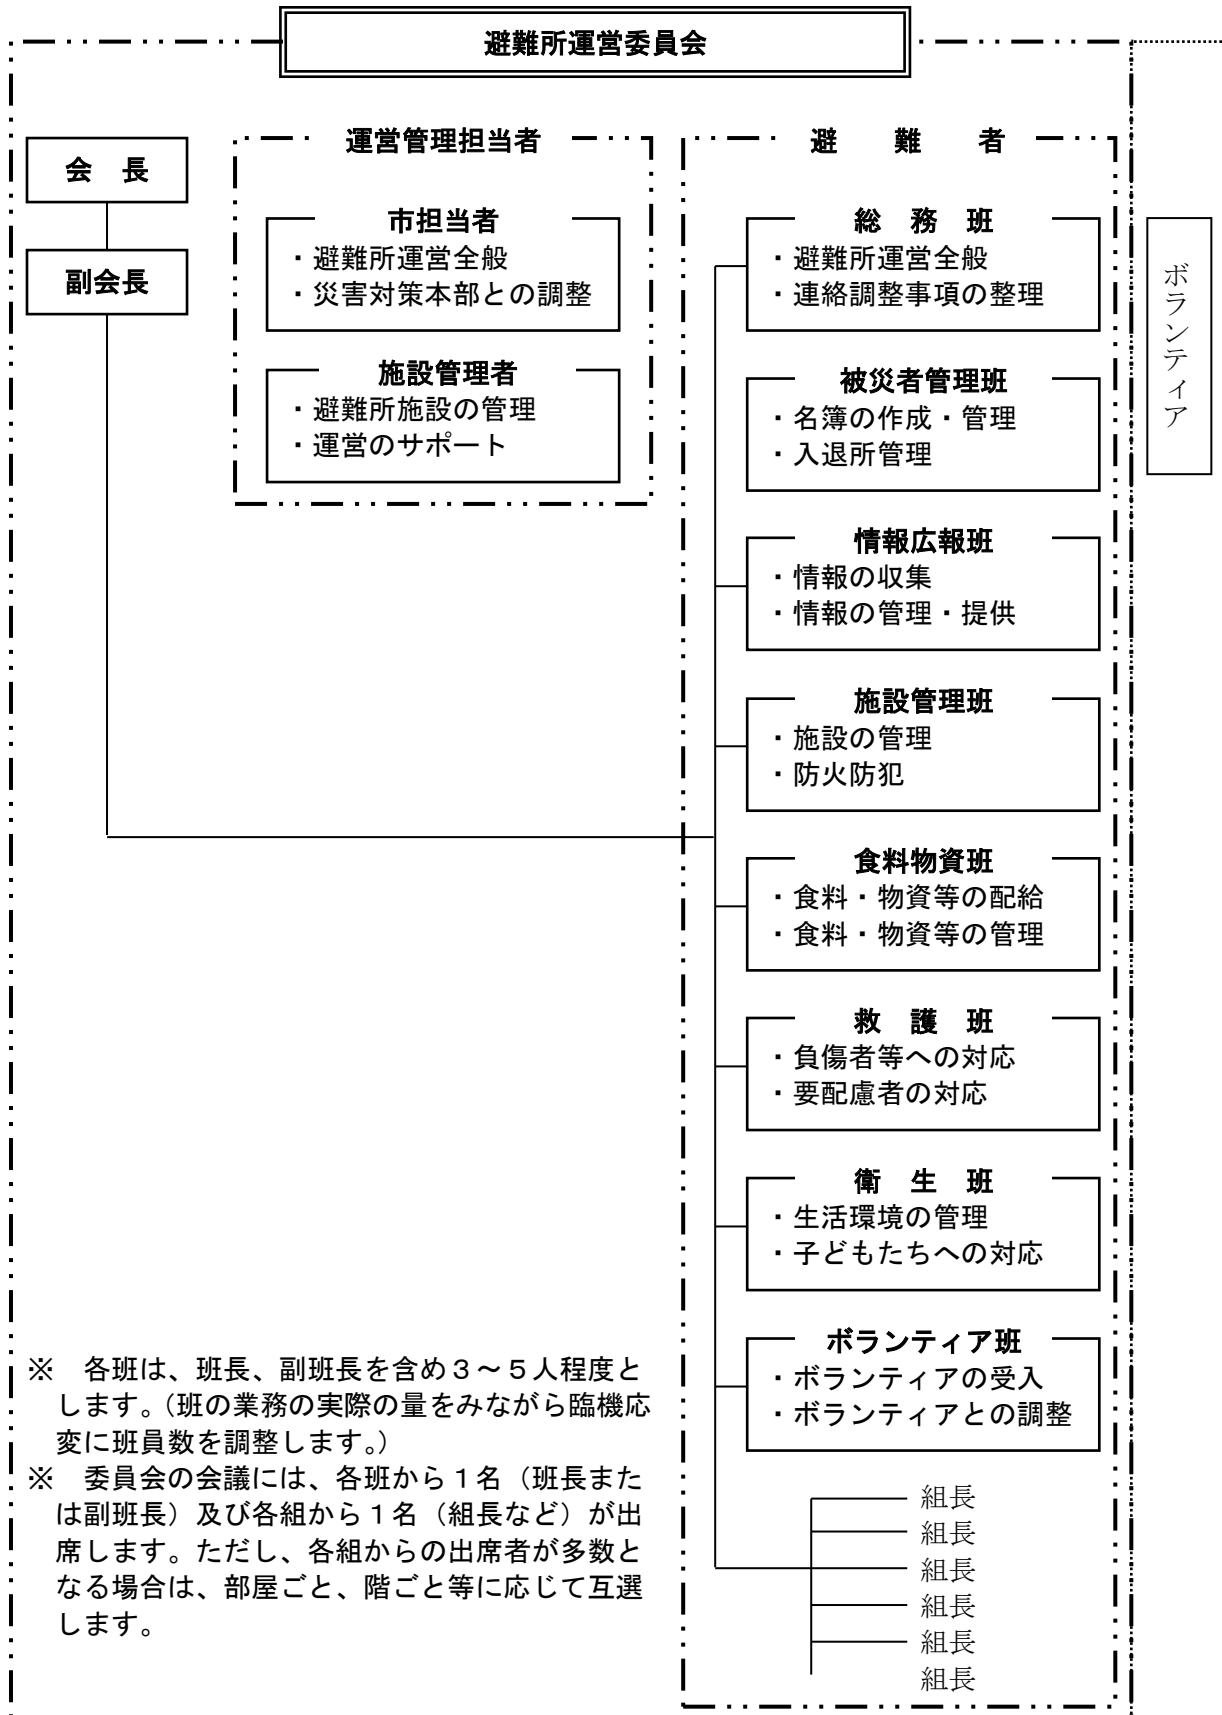 避難所運営委員会
会　長
副会長
運営管理担当者
市担当者
・避難所運営全般
・災害対策本部との調整
施設管理者
・避難所施設の管理
・運営のサポート
避　難　者
総　務　班
・避難所運営全般
・連絡調整事項の整理
被災者管理班
・名簿の作成・管理
・入退所管理
情報広報班
・情報の収集
・情報の管理・提供
施設管理班
・施設の管理
・防火防犯
食料物資班
・食料・物資等の配給
・食料・物資等の管理
救　護　班
・負傷者等への対応
・要配慮者の対応
衛　生　班
・生活環境の管理
・子どもたちへの対応
ボランティア班
・ボランティアの受入
・ボランティアとの調整
組長
組長
組長
組長
組長
組長
ボランティア
※　各班は、班長、副班長を含め３～５人程度と
します。（班の業務の実際の量をみながら臨機応
変に班員数を調整します。）
※　委員会の会議には、各班から１名（班長また
は副班長）及び各組から１名（組長など）が出
席します。ただし、各組からの出席者が多数と
なる場合は、部屋ごと、階ごと等に応じて互選
します。